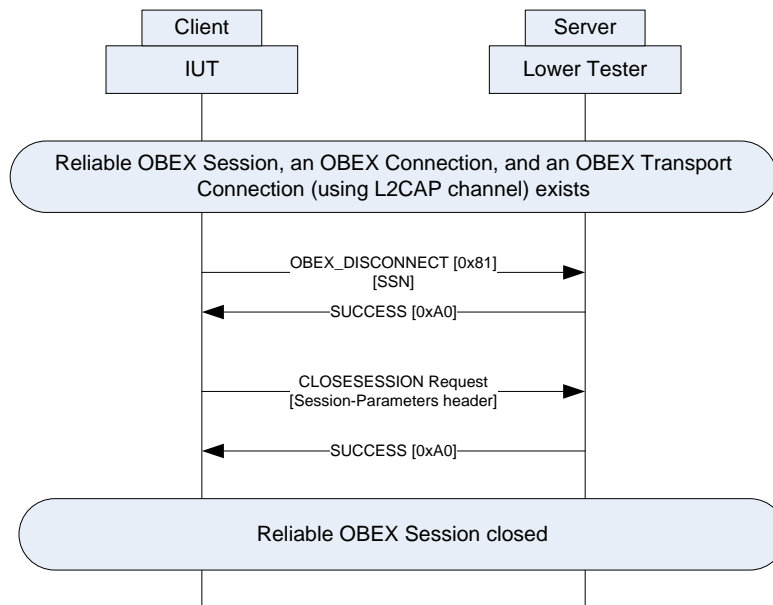 Client
Server
IUT
Lower Tester
Reliable OBEX Session, an OBEX Connection, and an OBEX Transport
Connection (using L2CAP channel) exists
OBEX_DISCONNECT [0x81]
[SSN]
SUCCESS [0xA0]
CLOSESESSION Request
[Session-Parameters header]
SUCCESS [0xA0]
Reliable OBEX Session closed